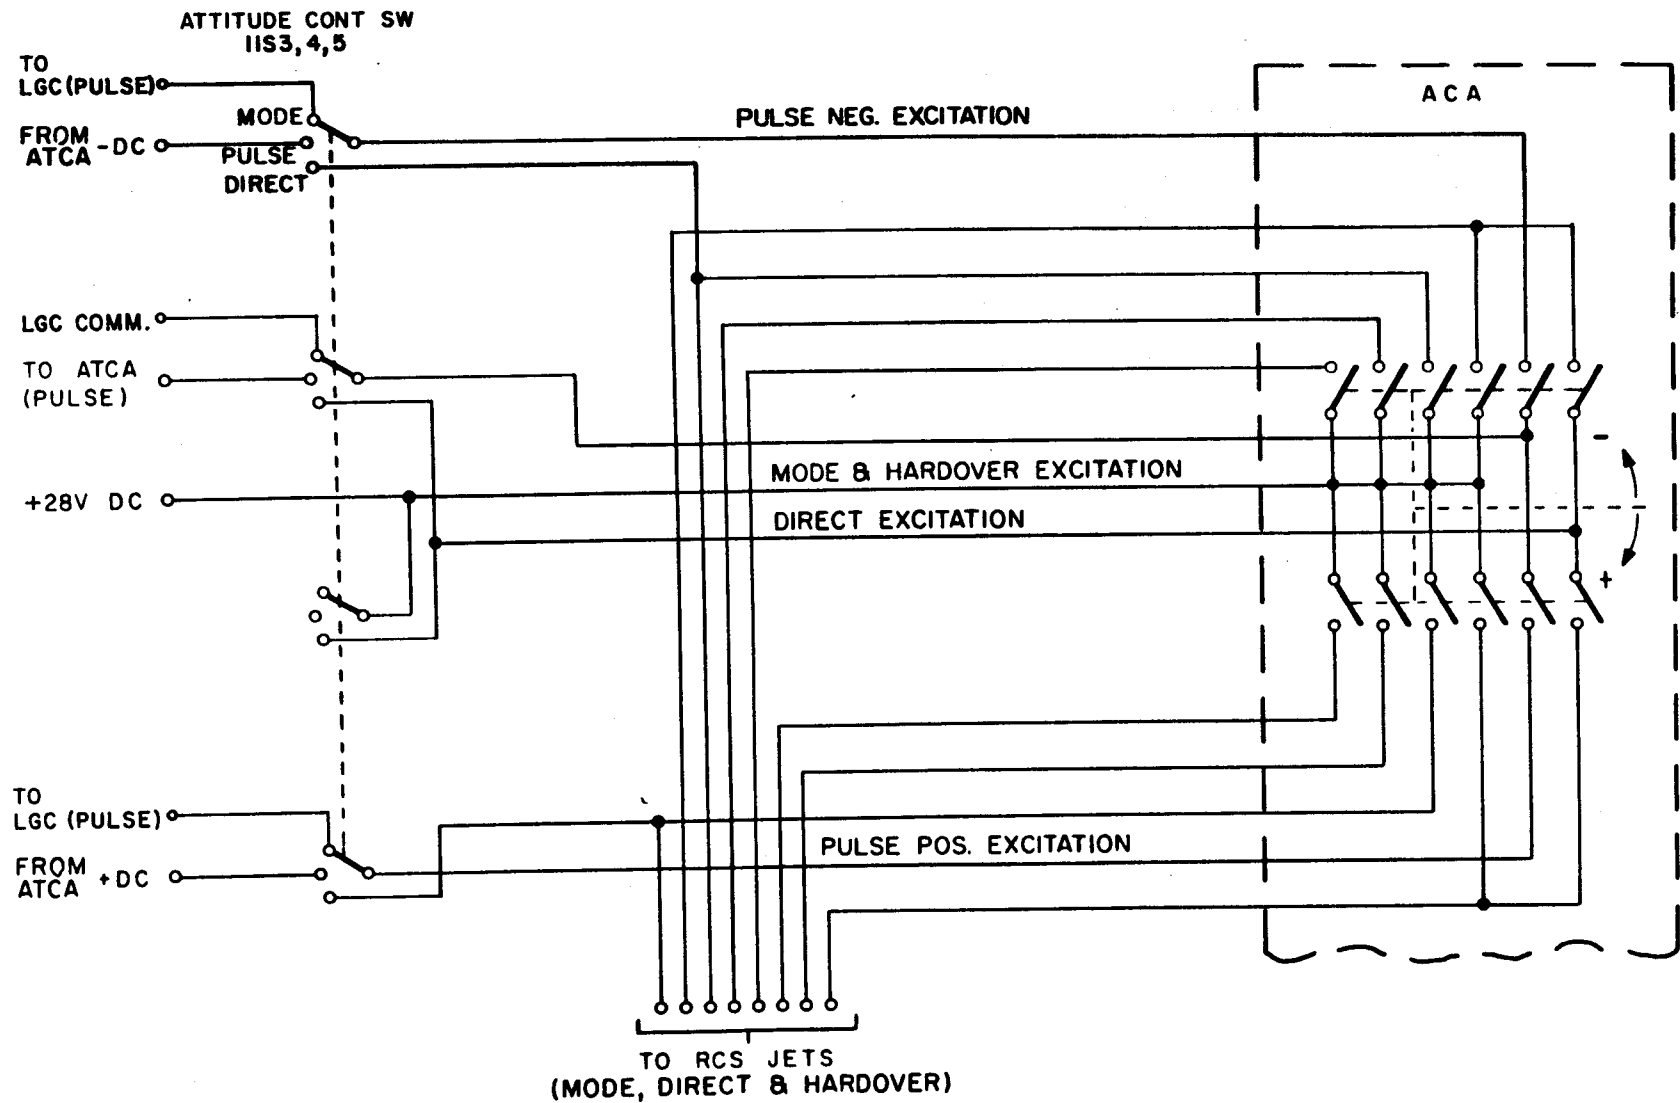 ATTITUDE CONT SW
11S3,4,5
TO
LGC (PULSE)
MODE
FROM
ATCA -DC
PULSE
DIRECT
PULSE NEG. EXCITATION
ACA
LGC COMM.
TO ATCA
(PULSE)
-
MODE & HARDOVER EXCITATION
+28V DC
DIRECT EXCITATION
+
TO
LGC (PULSE)
FROM
ATCA +DC
PULSE POS. EXCITATION
TO RCS JETS
(MODE, DIRECT & HARDOVER)